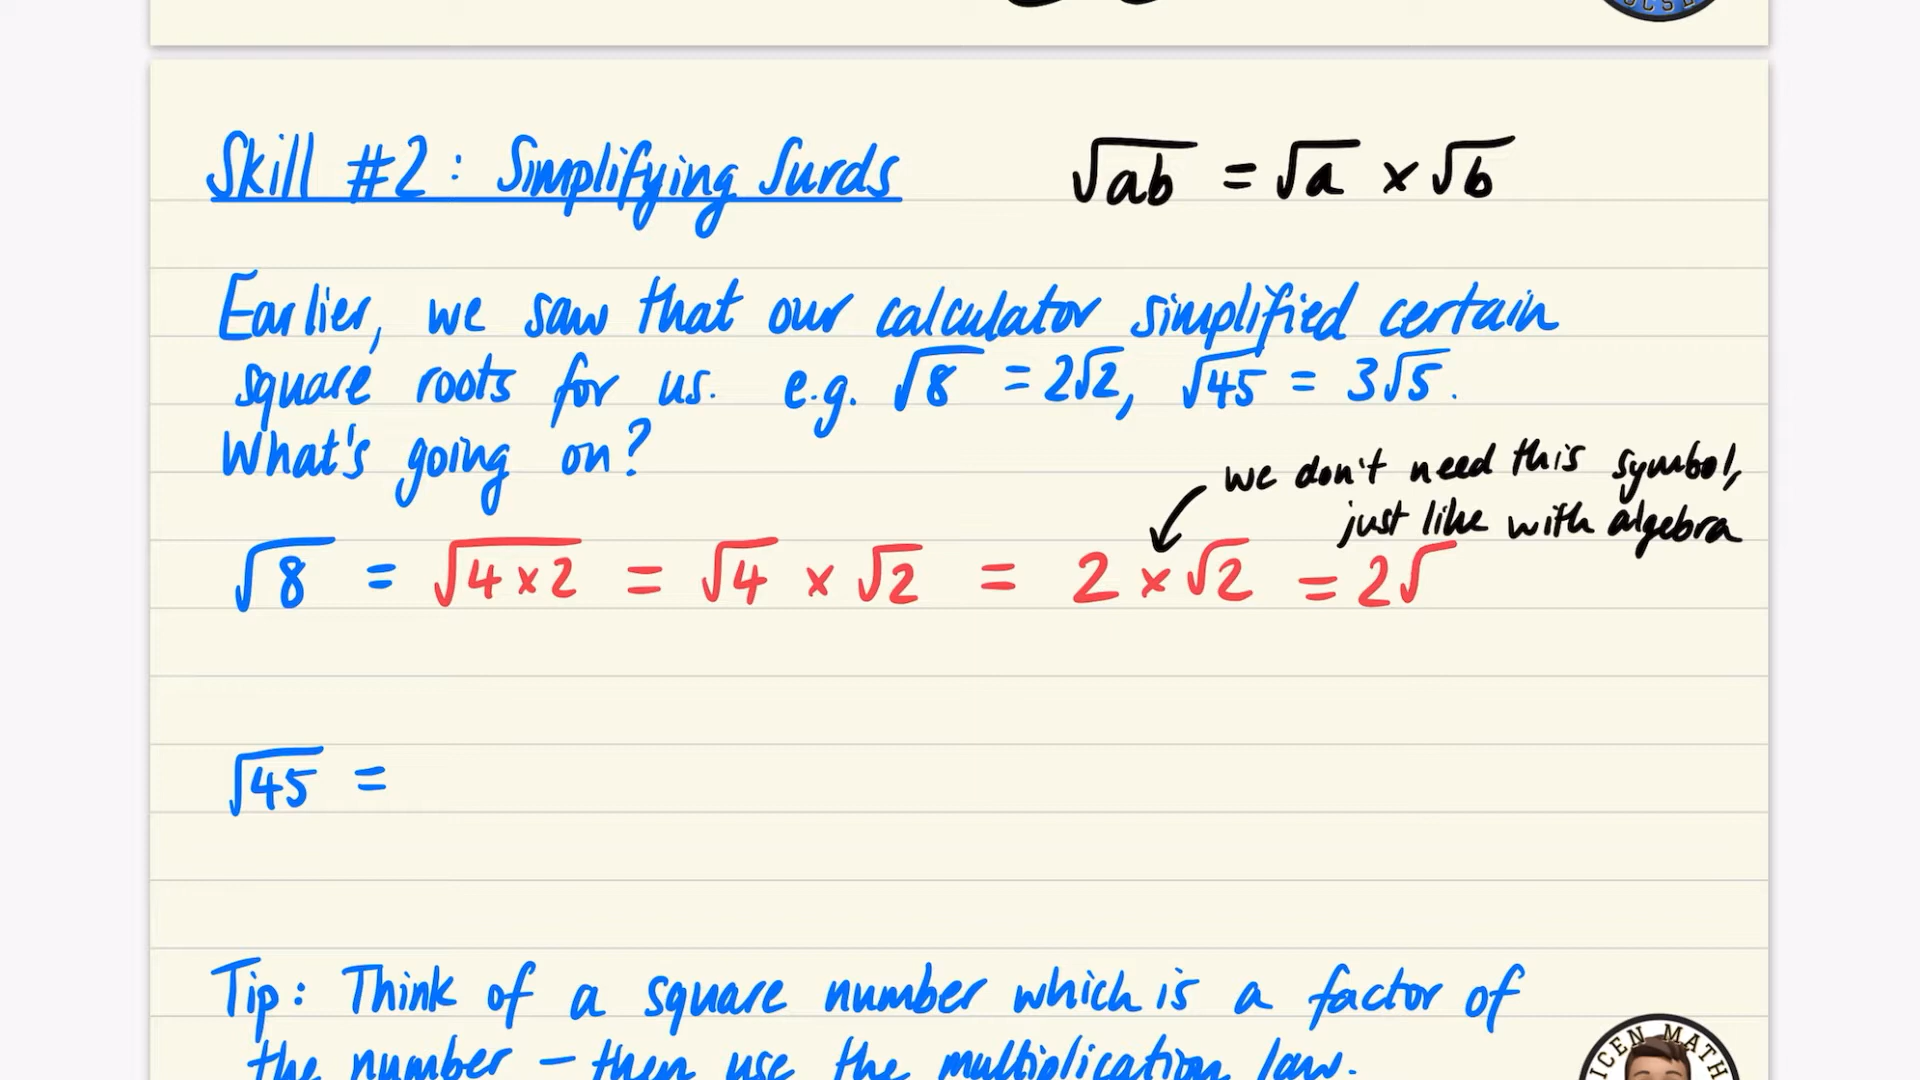 GCSE
Skill #2: Simplifying Surds
√ab = √a × √b
Earlier, we saw that our calculator simplified certain
square roots for us. e.g. √8 = 2√2, √45 = 3√5.
What's going on?
we don't need this symbol,
just like with algebra
√8 = √4×2 = √4 × √2 = 2 × √2 = 2√
√45 =
Tip: Think of a square number which is a factor of
the number – then use the multiplication law.
ICEN MATH